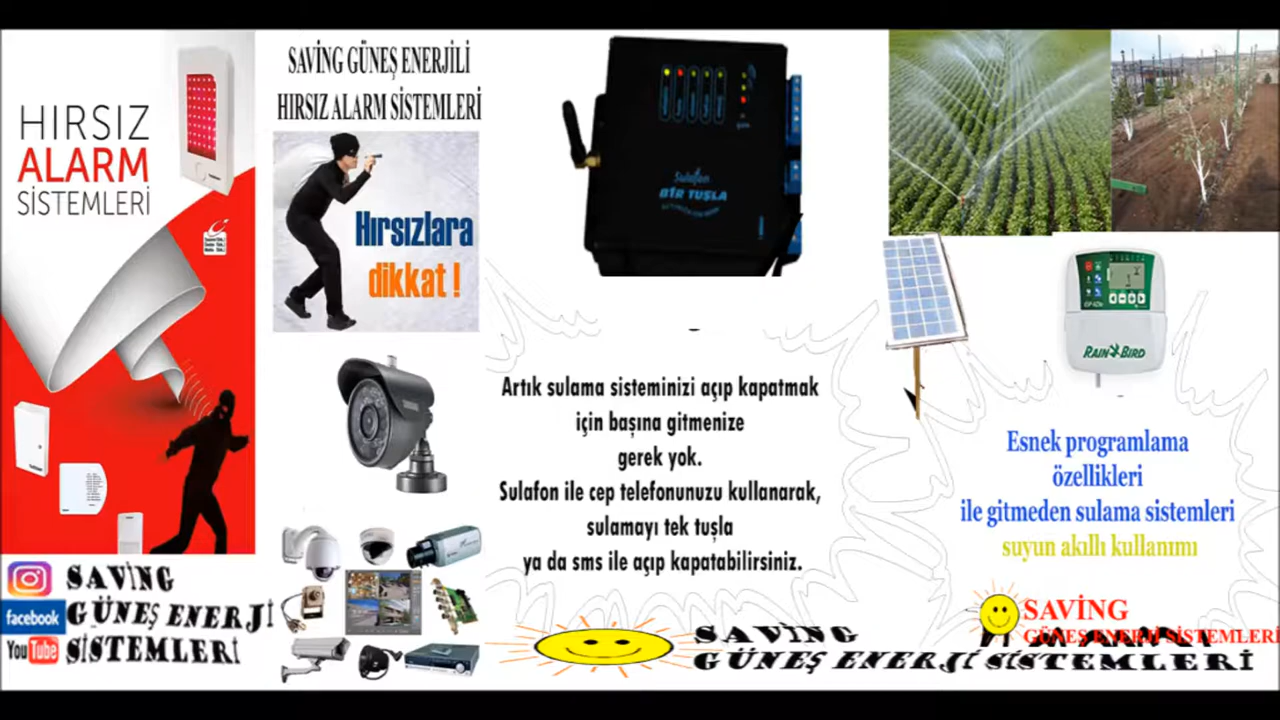 HIRSIZ
ALARM
SİSTEMLERİ
SAVİNG GÜNEŞ ENERJİLİ
HIRSIZ ALARM SİSTEMLERİ
Hırsızlara
dikkat !
Sulafon
BİR TUŞLA
RAIN BIRD
Artık sulama sisteminizi açıp kapatmak
için başına gitmenize
gerek yok.
Sulafon ile cep telefonunuzu kullanarak,
sulamayı tek tuşla
ya da sms ile açıp kapatabilirsiniz.
Esnek programlama
özellikleri
ile gitmeden sulama sistemleri
suyun akıllı kullanımı
SAVİNG
GÜNEŞ ENERJİ
SİSTEMLERİ
facebook
You Tube
SAVİNG
GÜNEŞ ENERJİ SİSTEMLERİ
SAVİNG
GÜNEŞ ENERJİ SİSTEMLERİ